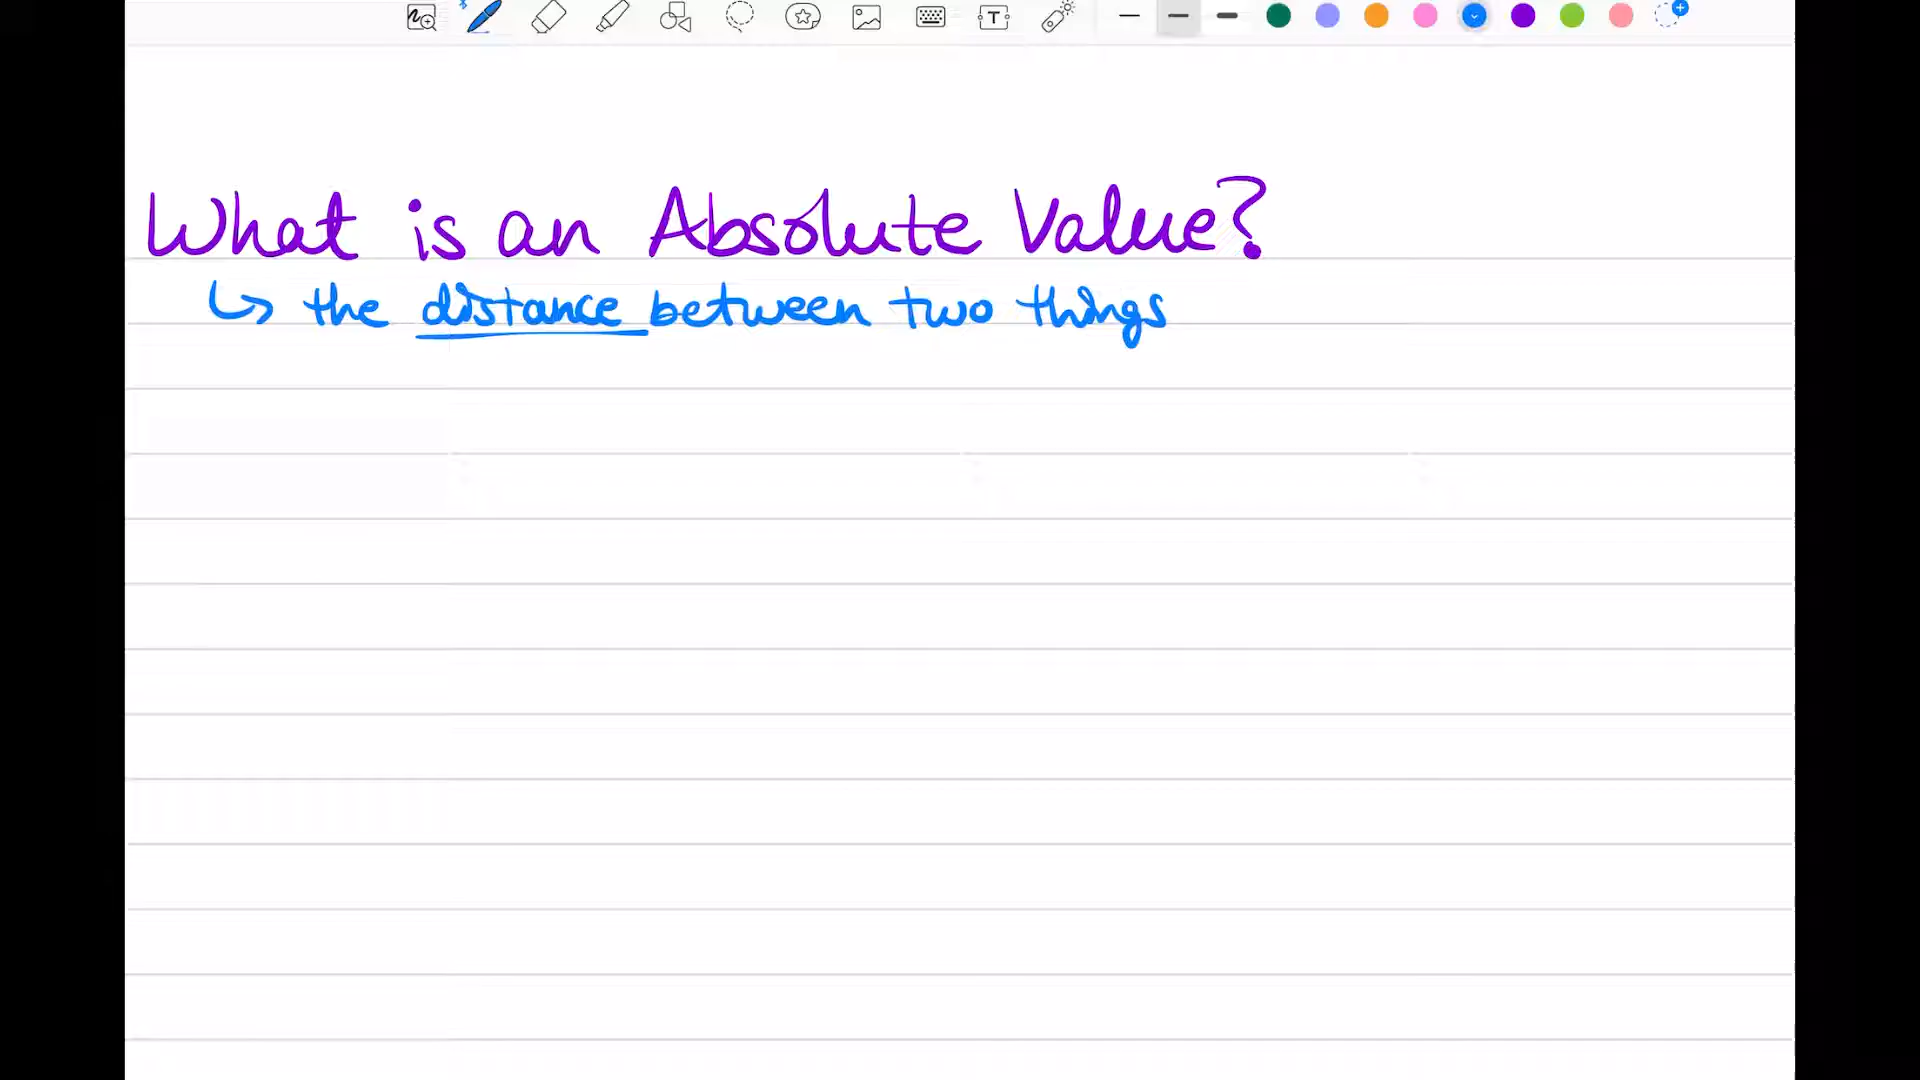 What is an Absolute Value?
↳ the distance between two things